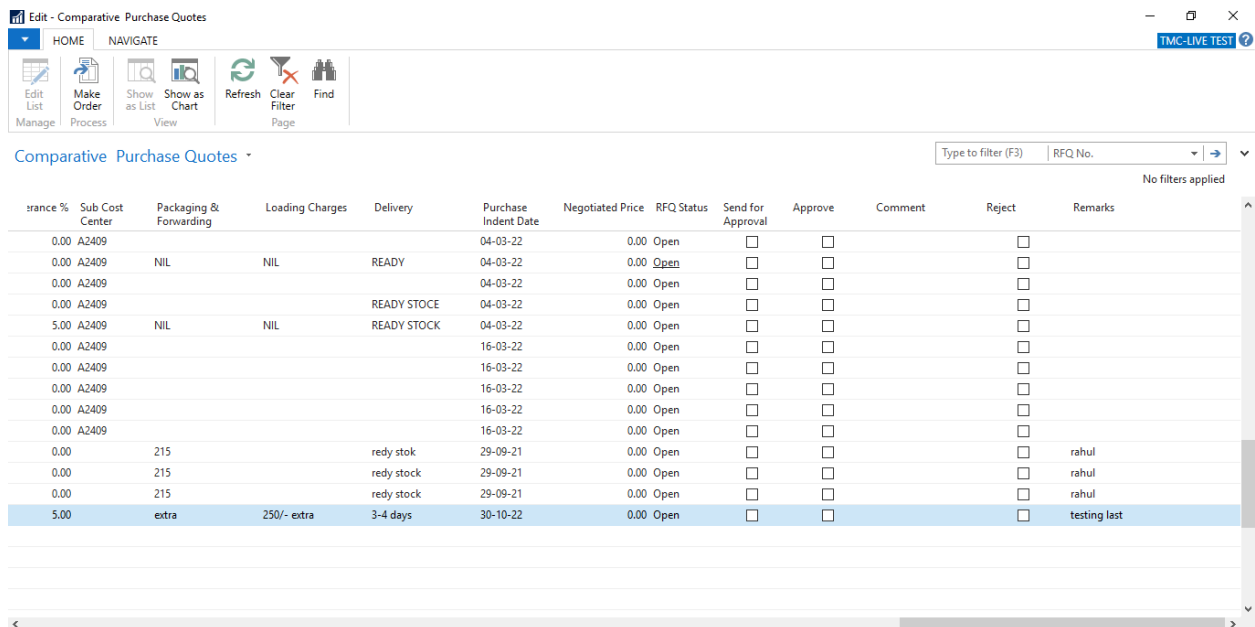 Edit - Comparative  Purchase Quotes
HOME NAVIGATE
TMC-LIVE TEST ?
Edit List
Make Order
Show as List
Show as Chart
Refresh
Clear Filter
Find
Manage Process View Page
Comparative  Purchase Quotes
Type to filter (F3) RFQ No.
No filters applied
erance % Sub Cost Center Packaging & Forwarding Loading Charges Delivery Purchase Indent Date Negotiated Price RFQ Status Send for Approval Approve Comment Reject Remarks
0.00 A2409 04-03-22 0.00 Open
0.00 A2409 NIL NIL READY 04-03-22 0.00 Open
0.00 A2409 04-03-22 0.00 Open
0.00 A2409 READY STOCE 04-03-22 0.00 Open
5.00 A2409 NIL NIL READY STOCK 04-03-22 0.00 Open
0.00 A2409 16-03-22 0.00 Open
0.00 A2409 16-03-22 0.00 Open
0.00 A2409 16-03-22 0.00 Open
0.00 A2409 16-03-22 0.00 Open
0.00 A2409 16-03-22 0.00 Open
0.00 215 redy stok 29-09-21 0.00 Open rahul
0.00 215 redy stock 29-09-21 0.00 Open rahul
0.00 215 redy stock 29-09-21 0.00 Open rahul
5.00 extra 250/- extra 3-4 days 30-10-22 0.00 Open testing last